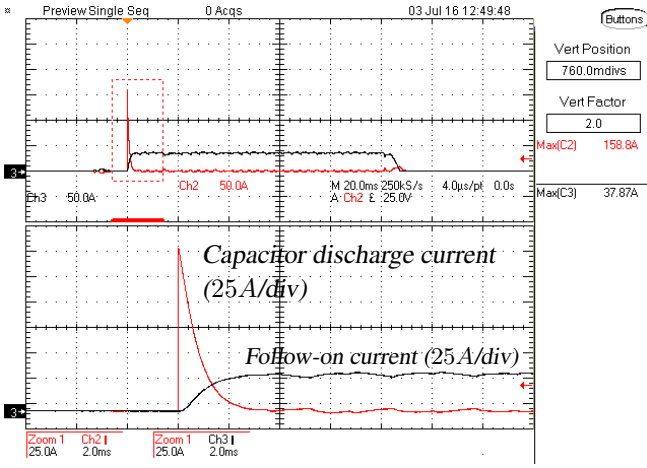 Preview Single Seq 0 Acqs 03 Jul 16 12:49:48
Buttons
Vert Position
760.0mdivs
Vert Factor
2.0
Max(C2) 158.8A
Max(C3) 37.87A
3
Ch2 50.0A M 20.0ms 250kS/s 4.0µs/pt 0.0s
Ch3 50.0A A Ch2 £ 25.0V
Capacitor discharge current
(25A/div)
Follow-on current (25A/div)
3
Zoom 1 Ch2 Zoom 1 Ch3
25.0A 2.0ms 25.0A 2.0ms